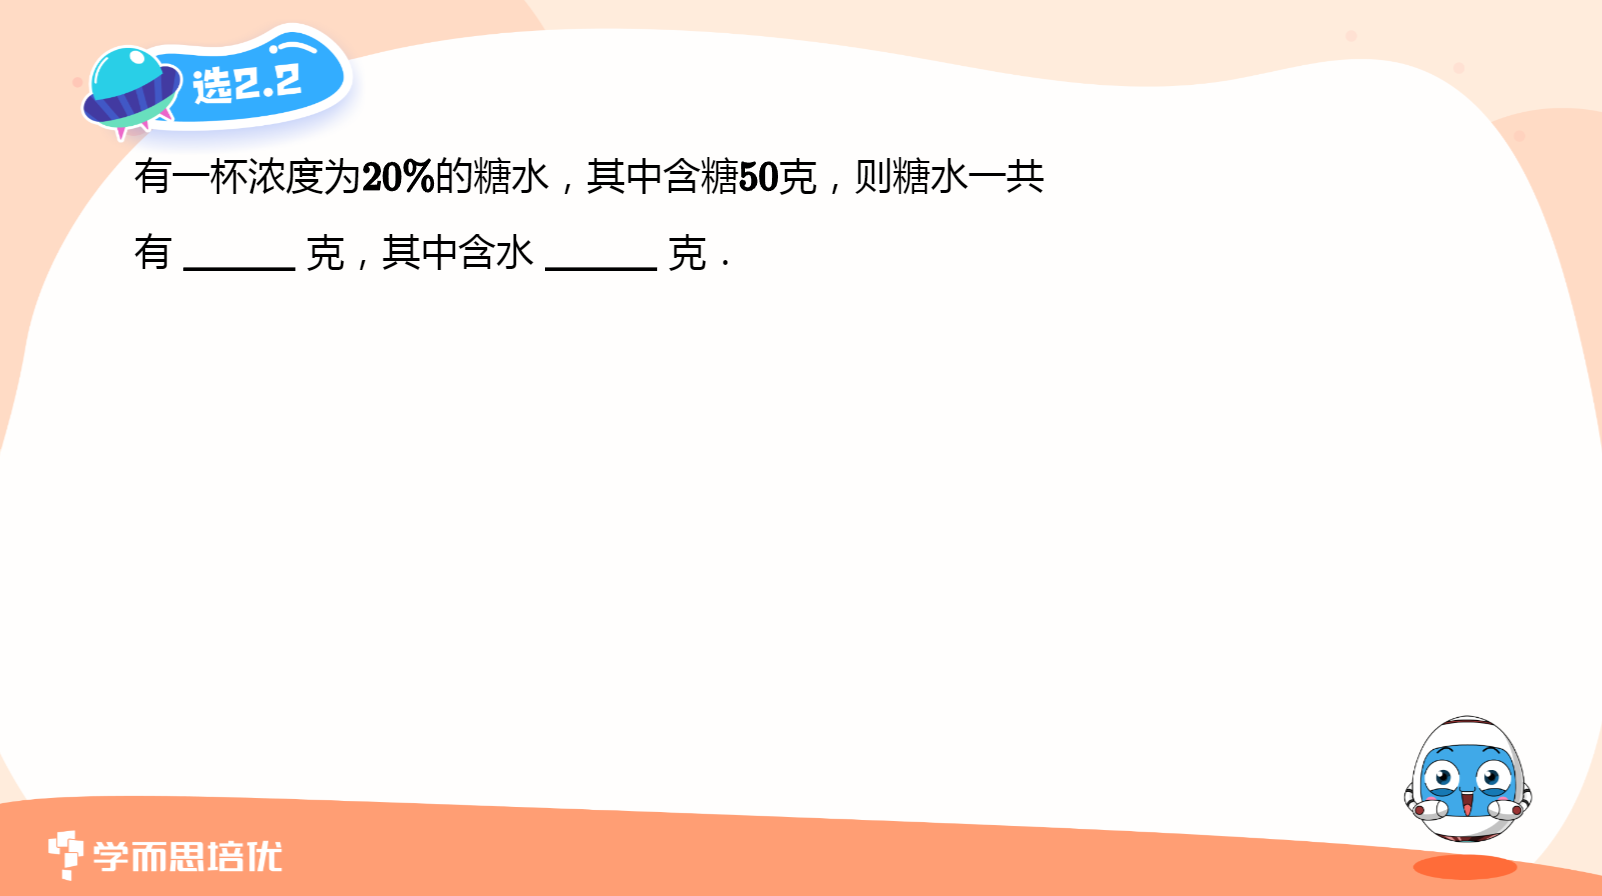 选2.2
有一杯浓度为20%的糖水，其中含糖50克，则糖水一共
有 ______ 克，其中含水 ______ 克．
学而思培优